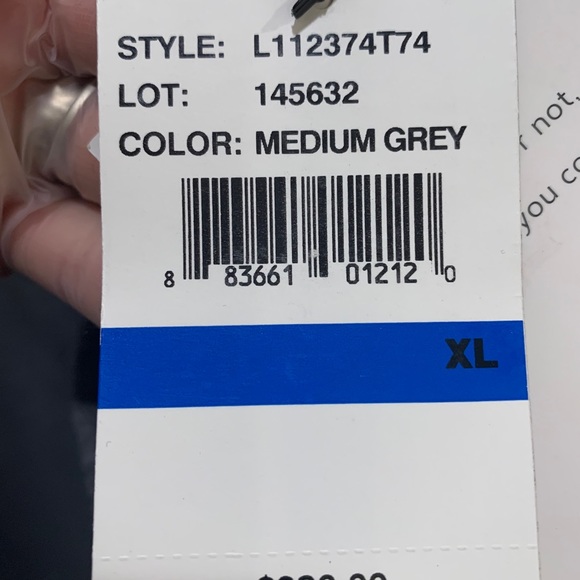 STYLE: L112374T74
LOT: 145632
COLOR: MEDIUM GREY
8 83661 01212 0
XL
not,
you